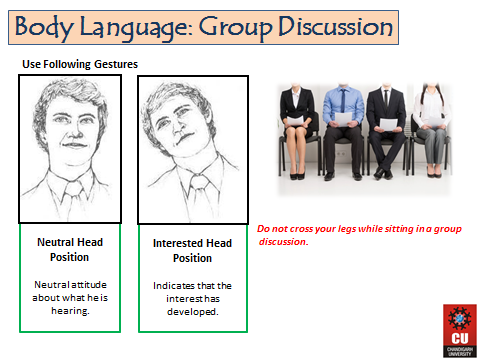 Body Language: Group Discussion
Use Following Gestures
Neutral Head
Position
Neutral attitude
about what he is
hearing.
Interested Head
Position
Indicates that the
interest has
developed.
Do not cross your legs while sitting in a group
discussion.
CU
CHANDIGARH
UNIVERSITY